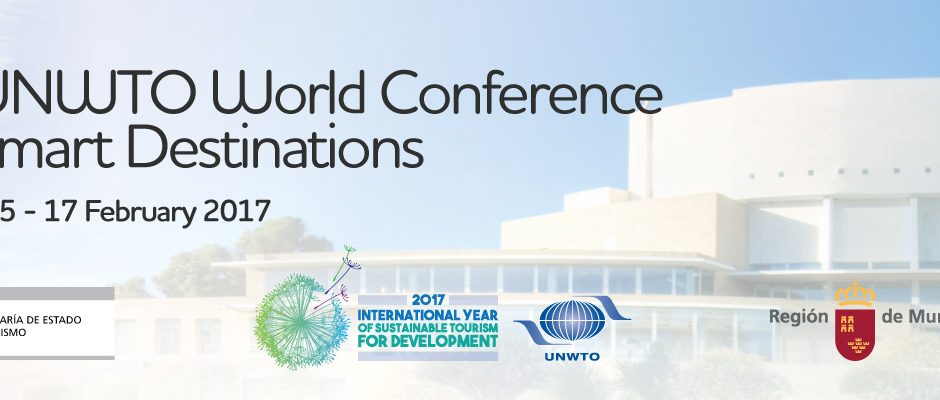 UNWTO World Conference
mart Destinations
5 - 17 February 2017
ARÍA DE ESTADO
ISMO
2017
INTERNATIONAL YEAR
OF SUSTAINABLE TOURISM
FOR DEVELOPMENT
UNWTO
Región de Mur